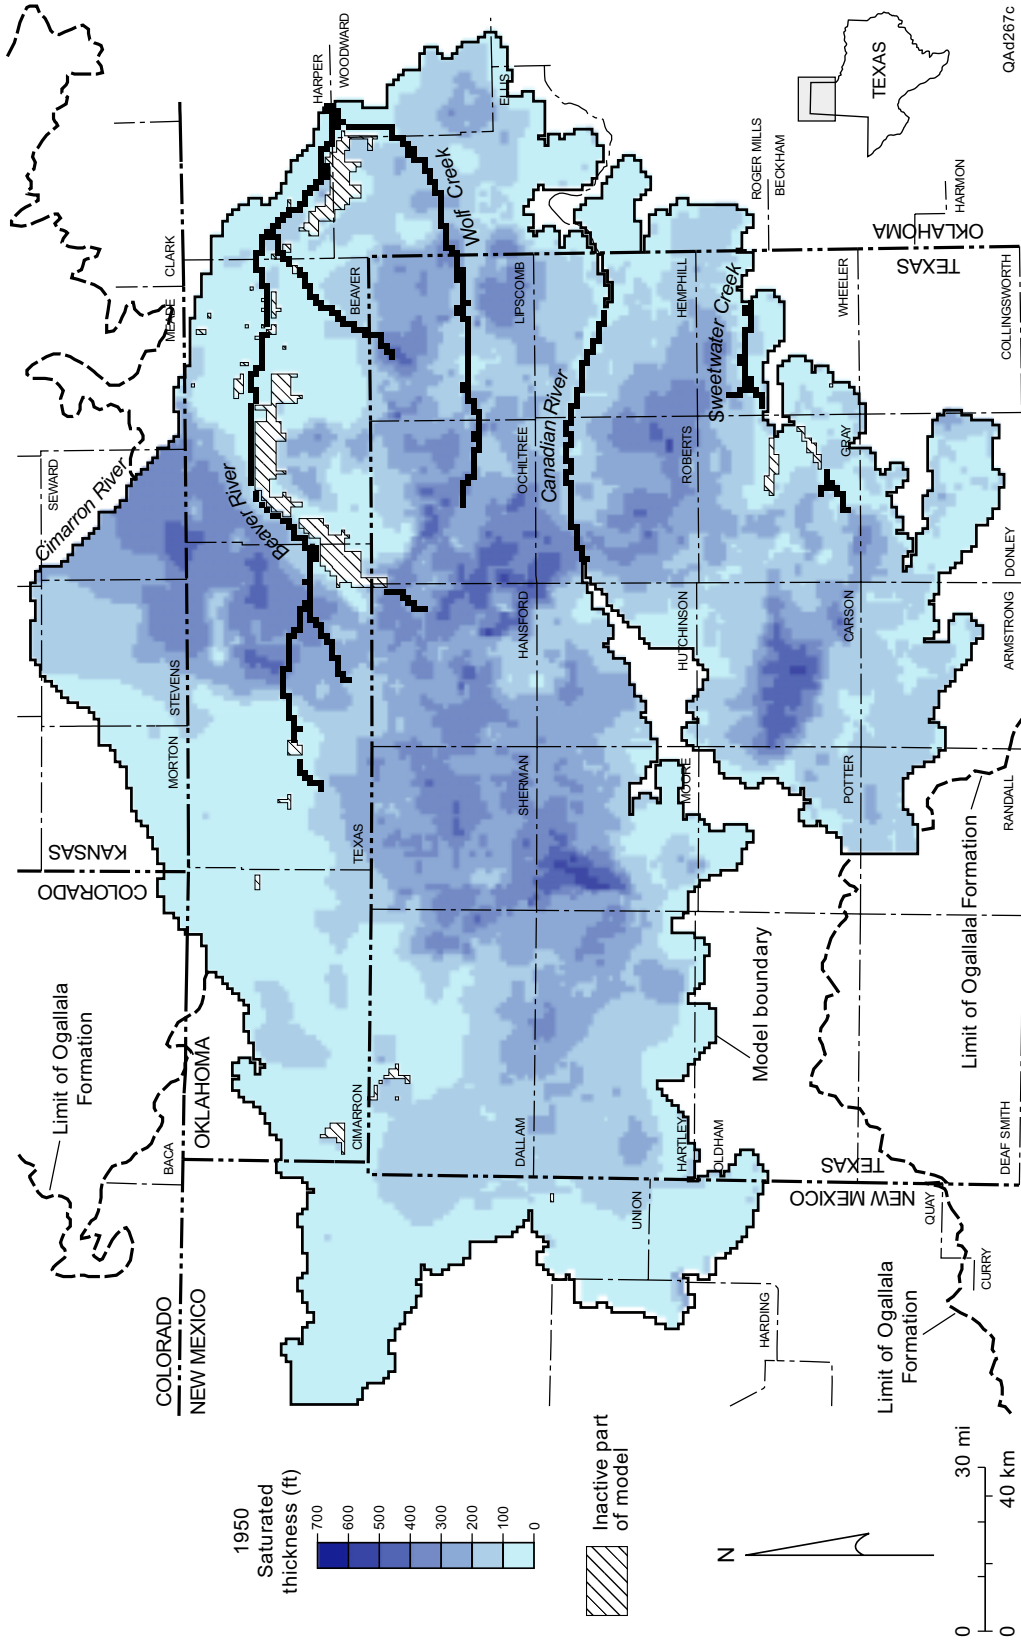 COLORADO
NEW MEXICO
Limit of Ogallala
Formation
BACA
OKLAHOMA
COLORADO
KANSAS
MORTON
STEVENS
SEWARD
Cimarron River
MEADE
CLARK
HARPER
WOODWARD
ELLIS
CIMARRON
TEXAS
BEAVER
Beaver River
Wolf Creek
DALLAM
SHERMAN
HANSFORD
OCHILTREE
LIPSCOMB
Canadian River
UNION
HARTLEY
OLDHAM
MOORE
HUTCHINSON
ROBERTS
HEMPHILL
Sweetwater Creek
ROGER MILLS
BECKHAM
HARMON
OKLAHOMA
TEXAS
HARDING
NEW MEXICO
TEXAS
QUAY
CURRY
Model boundary
POTTER
CARSON
GRAY
WHEELER
Limit of Ogallala
Formation
Limit of Ogallala Formation
DEAF SMITH
RANDALL
ARMSTRONG
DONLEY
COLLINGSWORTH
1950
Saturated
thickness (ft)
700
600
500
400
300
200
100
0
Inactive part
of model
N
0
30 mi
0
40 km
TEXAS
QAd267c